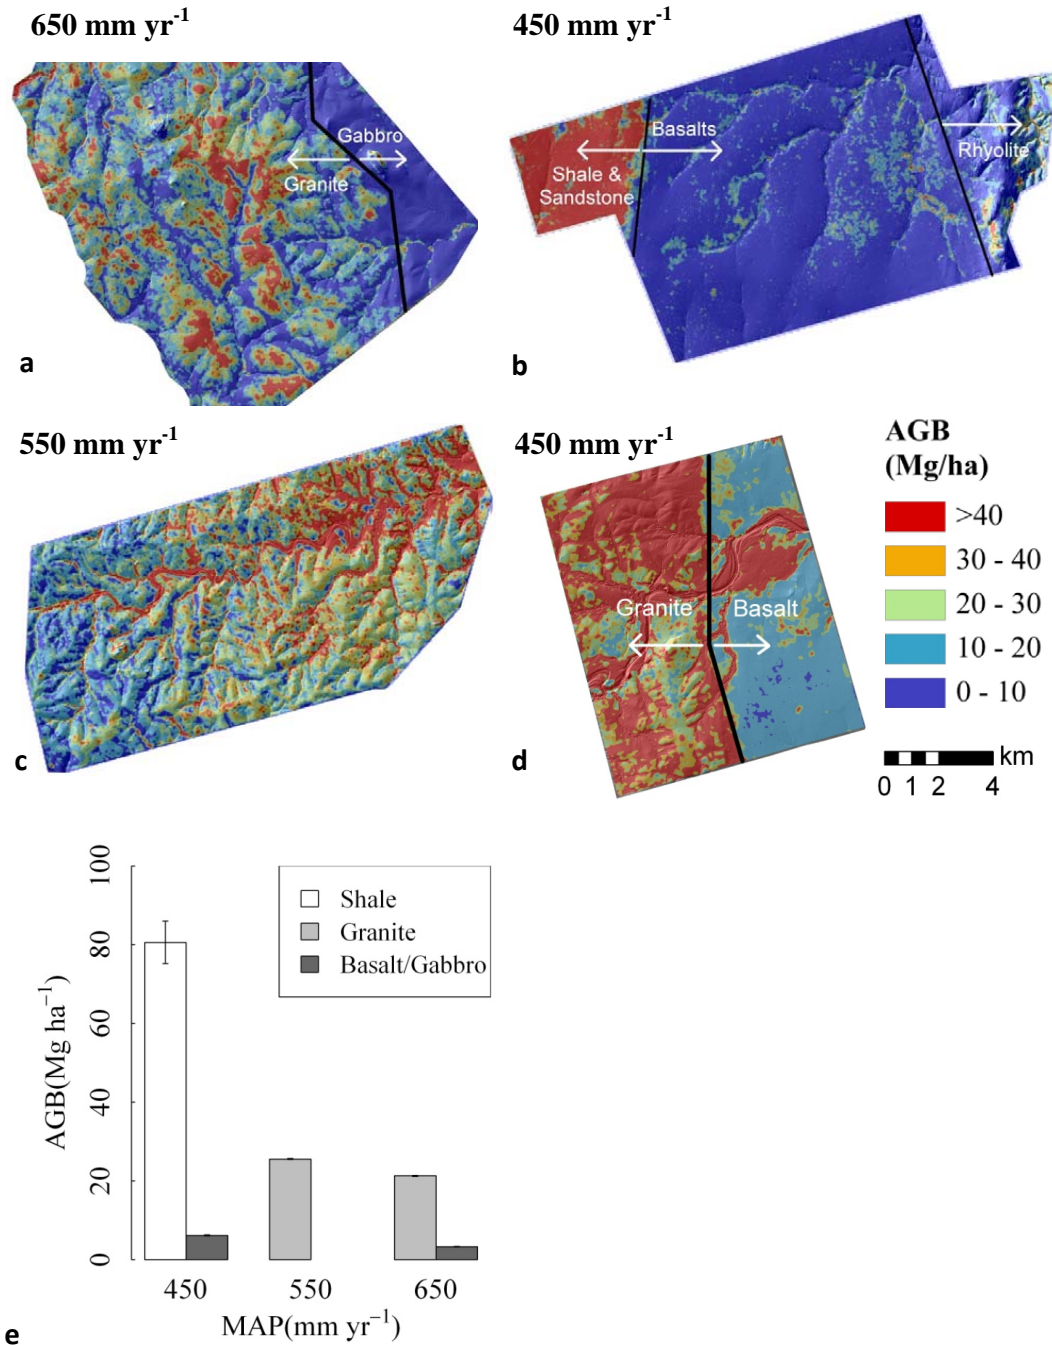 650 mm yr-1
450 mm yr-1
Gabbro
Granite
Basalts
Shale &
Sandstone
Rhyolite
a
b
550 mm yr-1
450 mm yr-1
AGB
(Mg/ha)
>40
30 - 40
20 - 30
10 - 20
0 - 10
Granite
Basalt
c
d
km
0 1 2 4
100
80
60
40
20
0
AGB(Mg ha−1)
Shale
Granite
Basalt/Gabbro
450 550 650
MAP(mm yr−1)
e